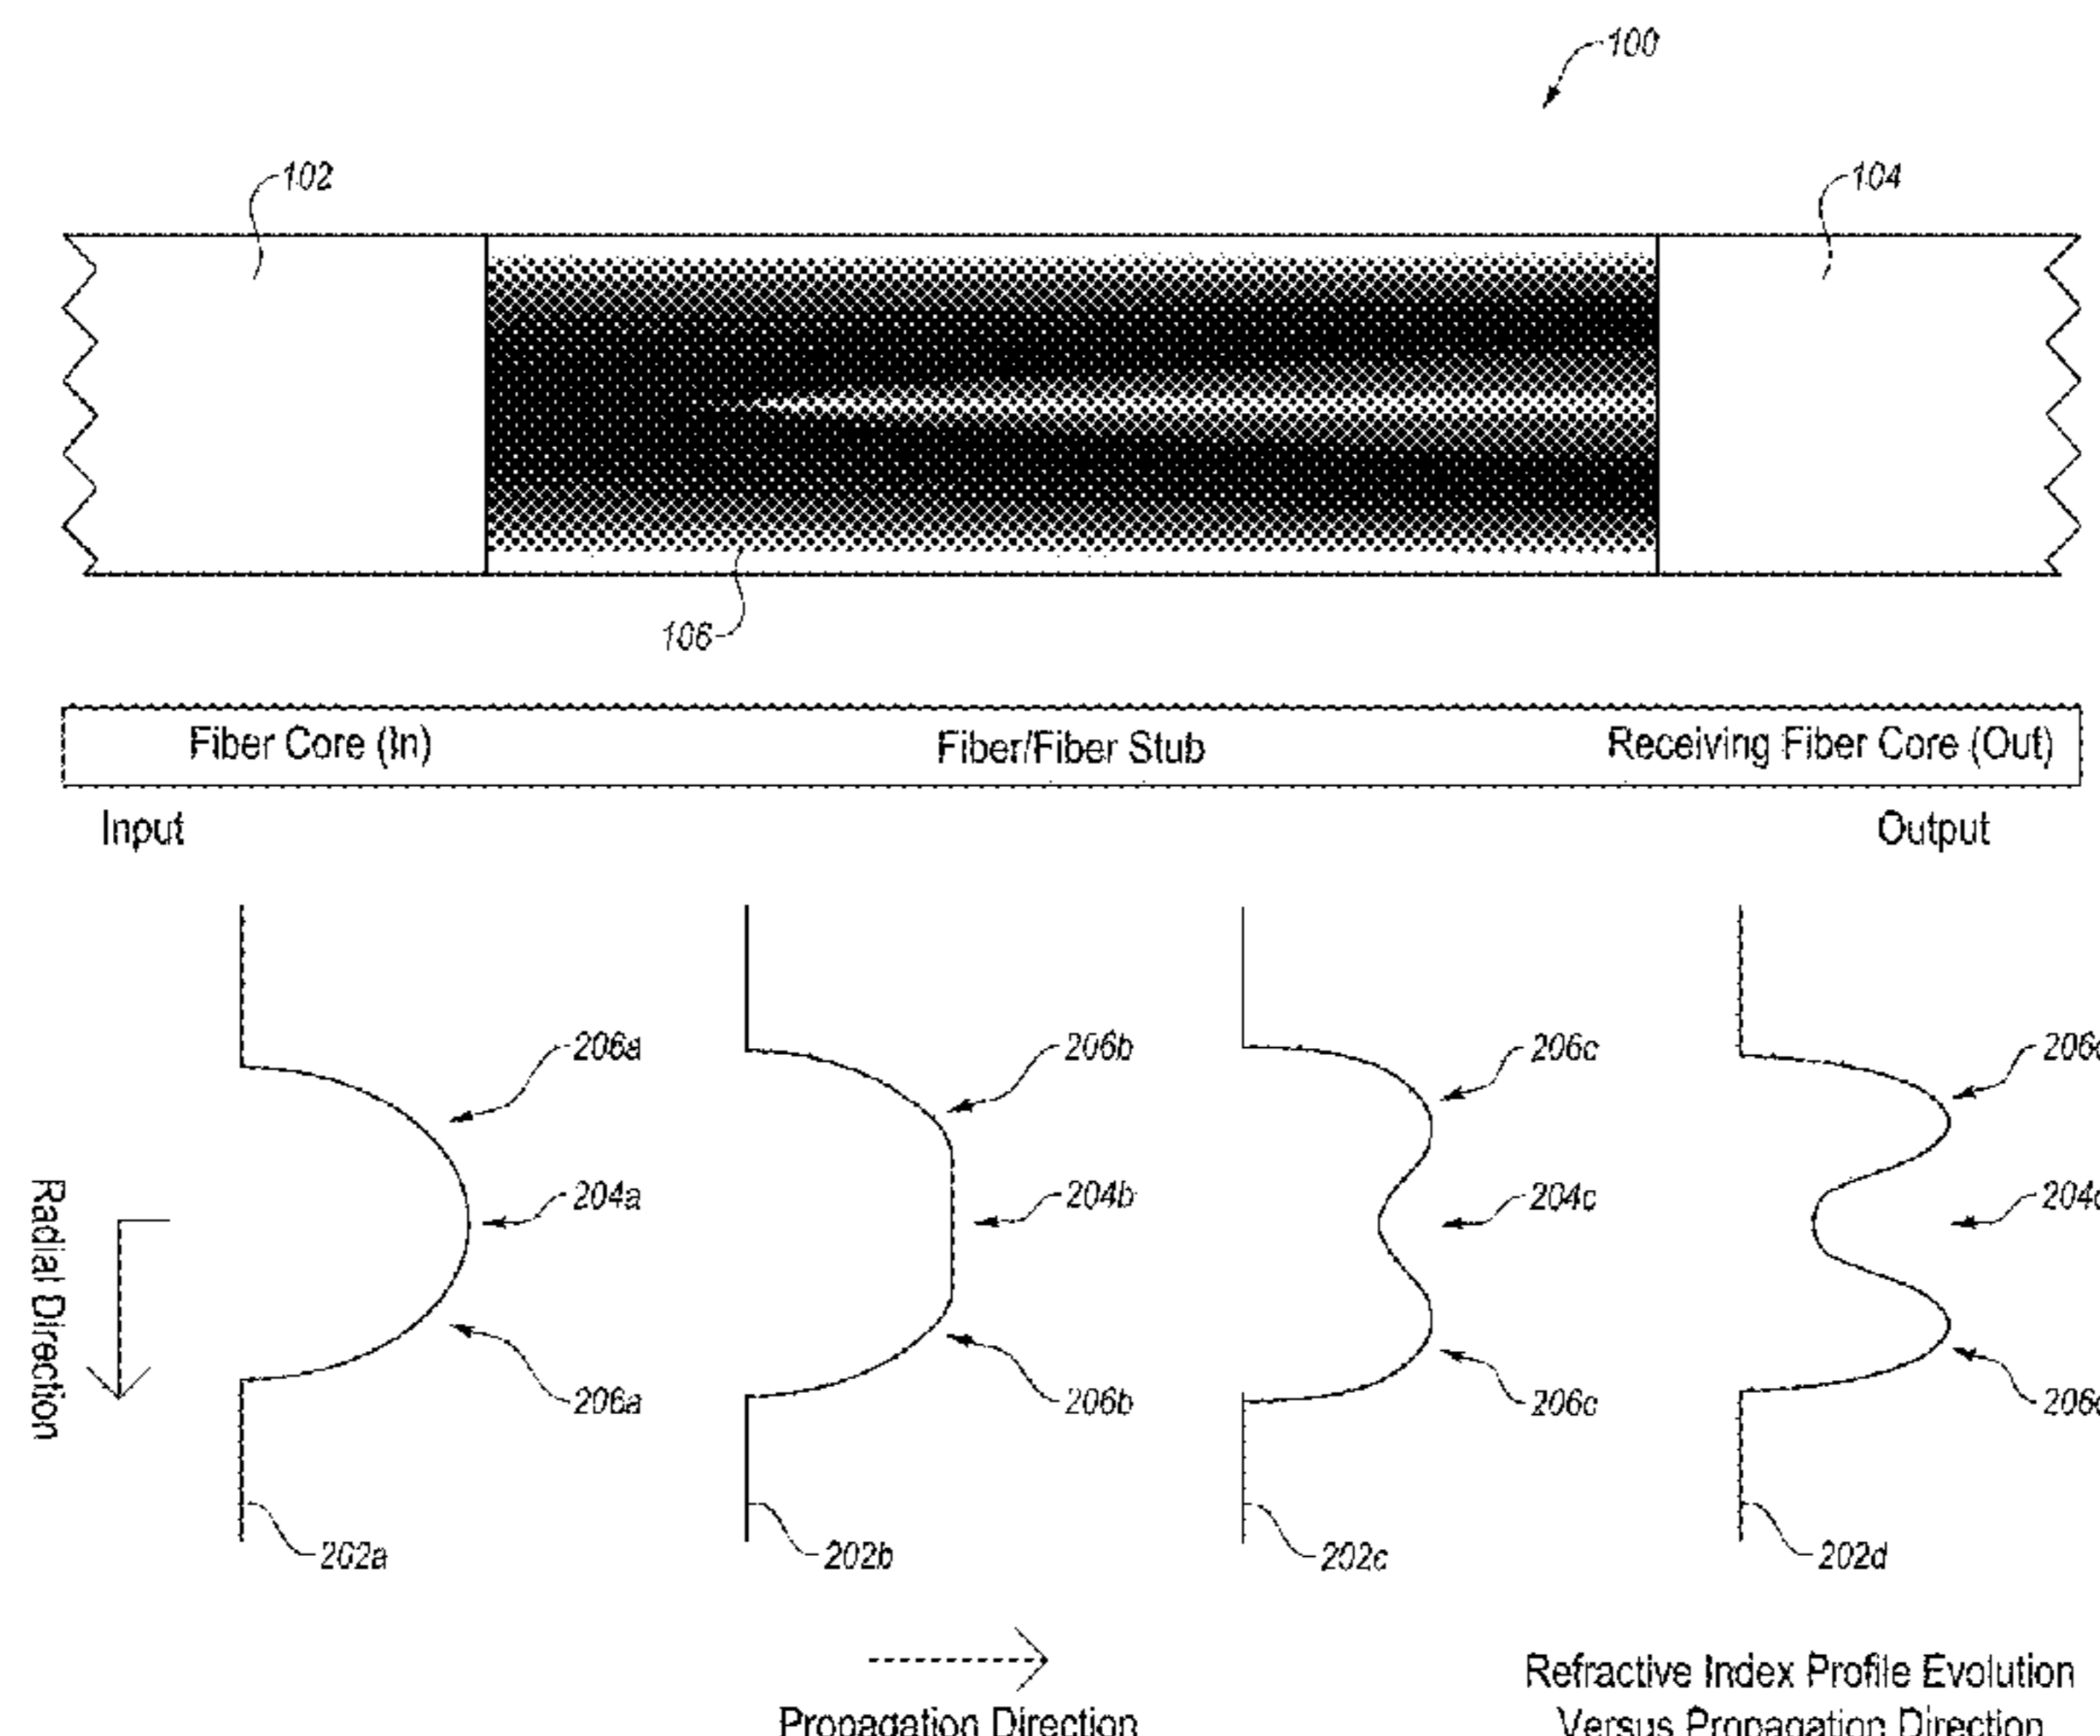 100
102
104
106
Fiber Core (In) Fiber/Fiber Stub Receiving Fiber Core (Out)
Input Output
206a 206b 206c
204a 204b 204c
Radial Direction
206a 206b 206c
202a 202b 202c 202d
Propagation Direction
Refractive Index Profile Evolution
Versus Propagation Direction